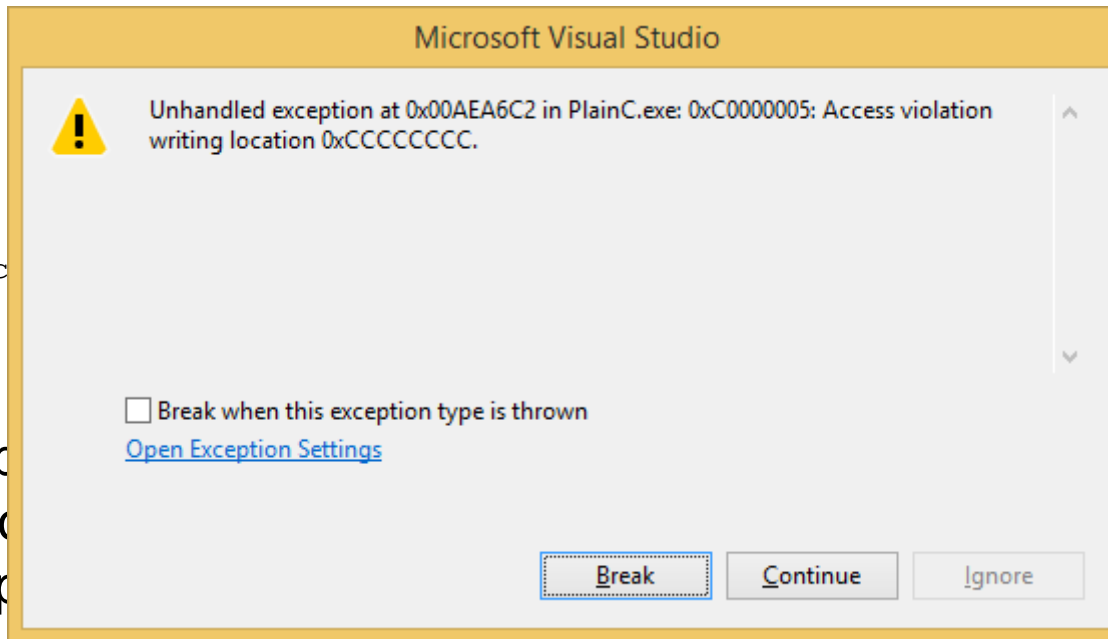 Microsoft Visual Studio
Unhandled exception at 0x00AEA6C2 in PlainC.exe: 0xC0000005: Access violation
writing location 0xCCCCCCCC.
Break when this exception type is thrown
Open Exception Settings
Break Continue Ignore